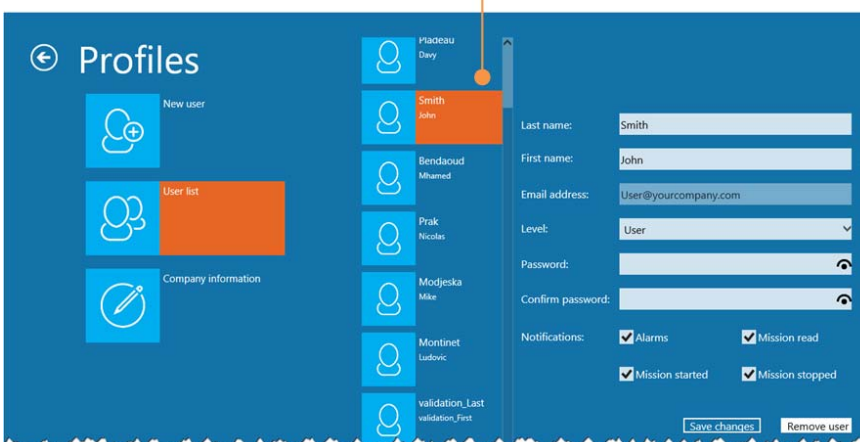 Profiles
New user
User list
Company information
Pladeau
Davy
Smith
John
Bendaoud
Mhamed
Prak
Nicolas
Modjeska
Mike
Montinet
Ludovic
validation_Last
validation_First
Last name: Smith
First name: John
Email address: User@yourcompany.com
Level: User
Password:
Confirm password:
Notifications: Alarms Mission read
Mission started Mission stopped
Save changes Remove user